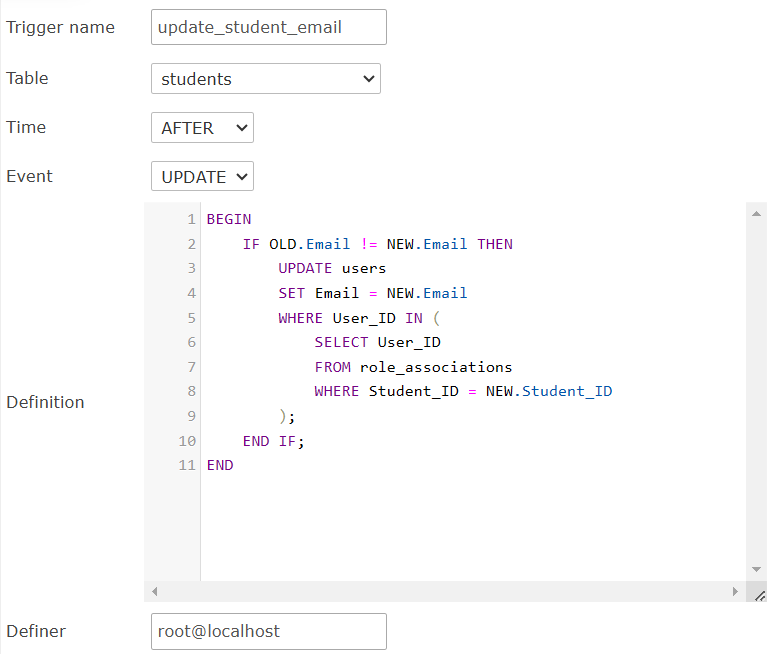 Trigger name update_student_email
Table students
Time AFTER
Event UPDATE
Definition
1 BEGIN
2 IF OLD.Email != NEW.Email THEN
3 UPDATE users
4 SET Email = NEW.Email
5 WHERE User_ID IN (
6 SELECT User_ID
7 FROM role_associations
8 WHERE Student_ID = NEW.Student_ID
9 );
10 END IF;
11 END
Definer root@localhost